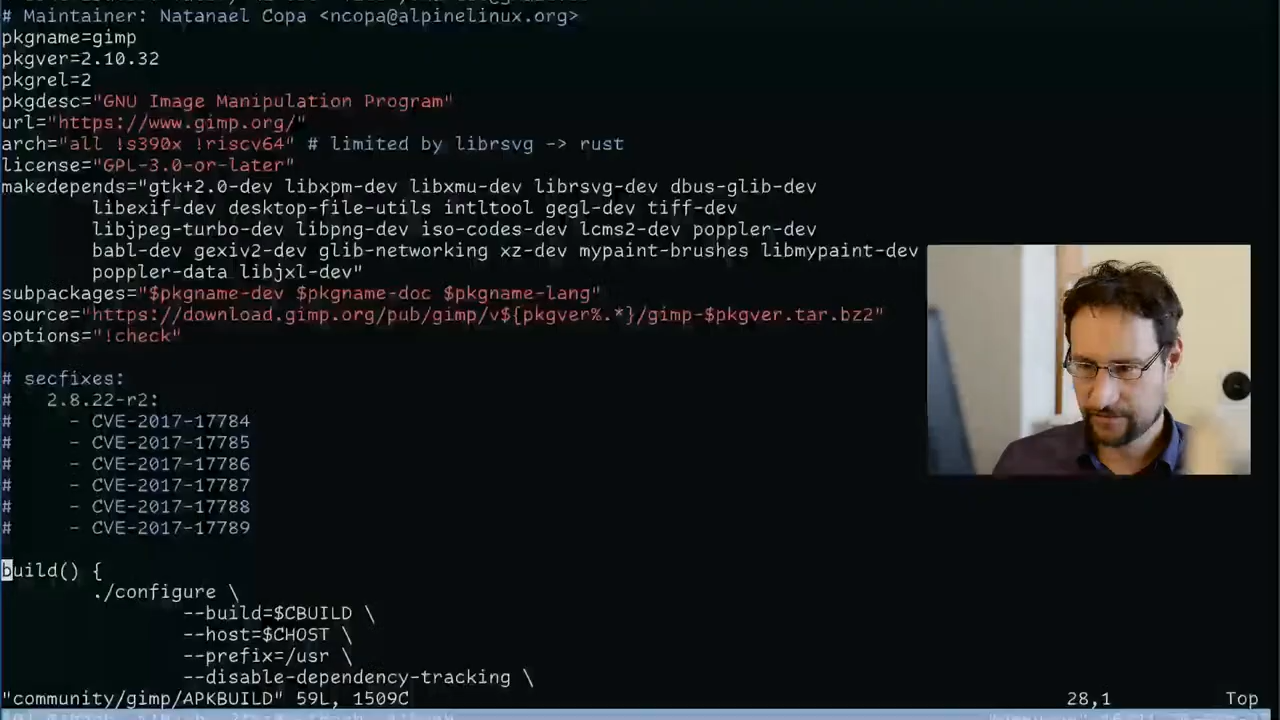 # Maintainer: Natanael Copa <ncopa@alpinelinux.org>
pkgname=gimp
pkgver=2.10.32
pkgrel=2
pkgdesc="GNU Image Manipulation Program"
url="https://www.gimp.org/"
arch="all !s390x !riscv64" # limited by librsvg -> rust
license="GPL-3.0-or-later"
makedepends="gtk+2.0-dev libxpm-dev libxmu-dev librsvg-dev dbus-glib-dev
libexif-dev desktop-file-utils intltool gegl-dev tiff-dev
libjpeg-turbo-dev libpng-dev iso-codes-dev lcms2-dev poppler-dev
babl-dev gexiv2-dev glib-networking xz-dev mypaint-brushes libmypaint-dev
poppler-data libjxl-dev"
subpackages="$pkgname-dev $pkgname-doc $pkgname-lang"
source="https://download.gimp.org/pub/gimp/v${pkgver%.*}/gimp-$pkgver.tar.bz2"
options="!check"
# secfixes:
#   2.8.22-r2:
#     - CVE-2017-17784
#     - CVE-2017-17785
#     - CVE-2017-17786
#     - CVE-2017-17787
#     - CVE-2017-17788
#     - CVE-2017-17789
build() {
./configure \
--build=$CBUILD \
--host=$CHOST \
--prefix=/usr \
--disable-dependency-tracking \
"community/gimp/APKBUILD" 59L, 1509C 28,1 Top